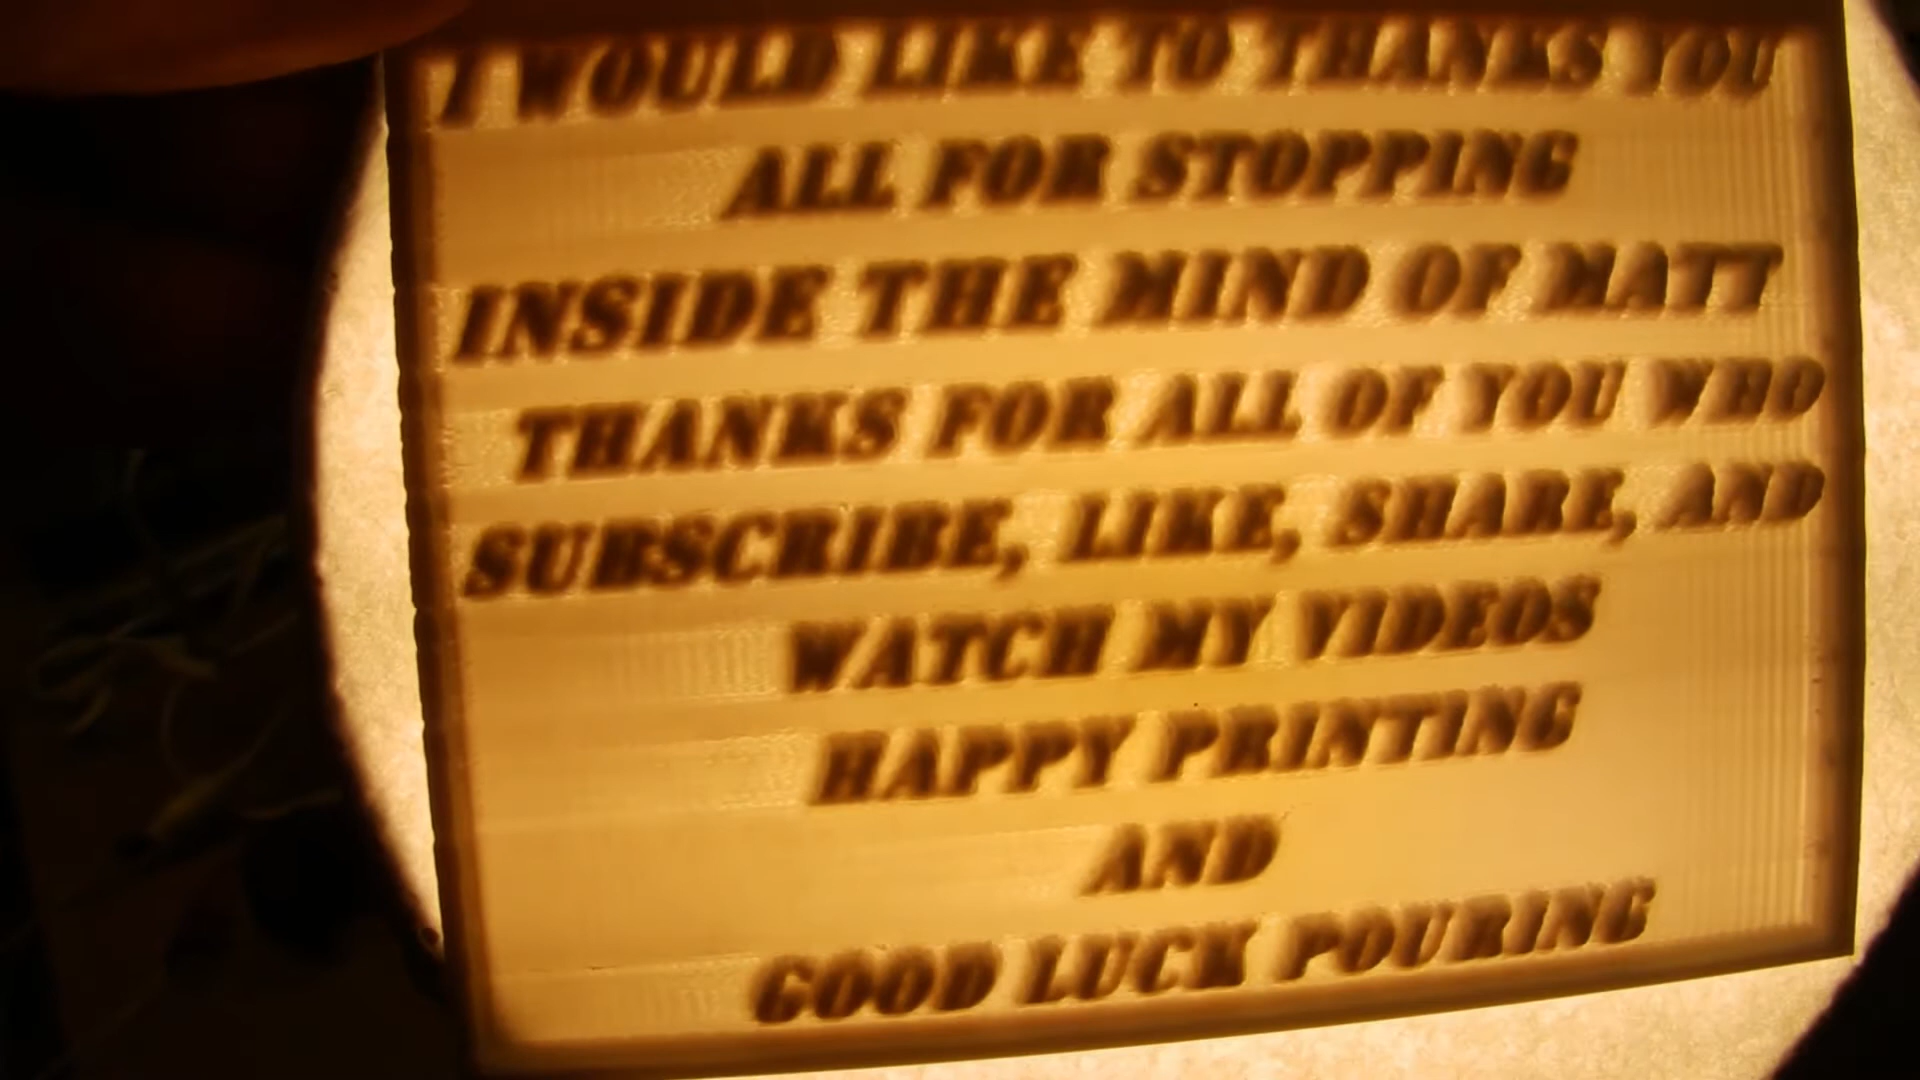 I WOULD LIKE TO THANKS YOU
ALL FOR STOPPING
INSIDE THE MIND OF MATT
THANKS FOR ALL OF YOU WHO
SUBSCRIBE, LIKE, SHARE, AND
WATCH MY VIDEOS
HAPPY PRINTING
AND
GOOD LUCK POURING